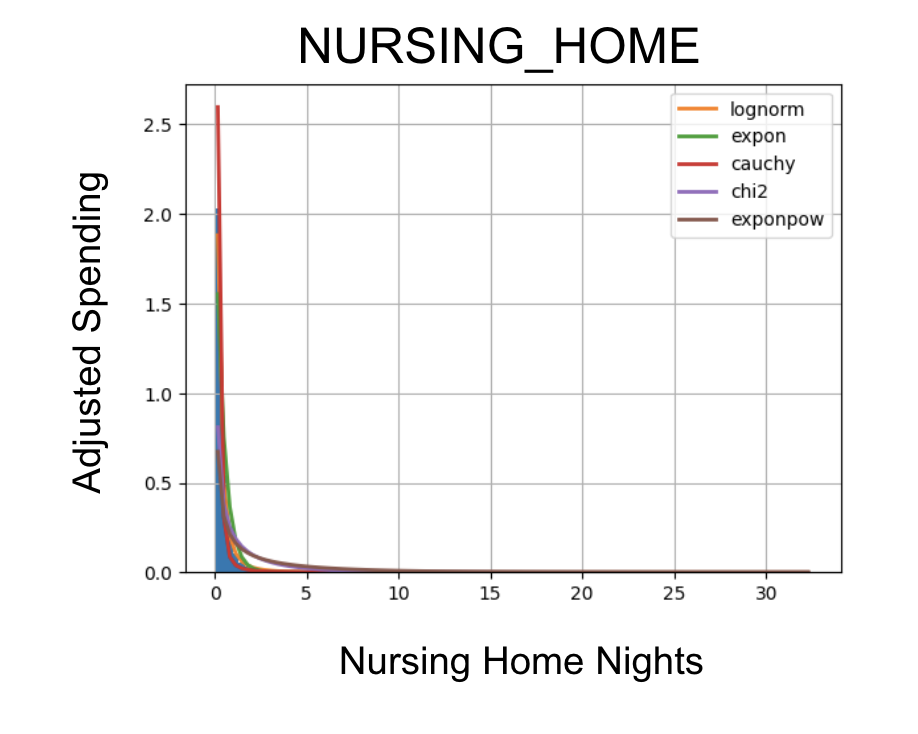 NURSING_HOME
lognorm
expon
cauchy
chi2
exponpow
Adjusted Spending
2.5
2.0
1.5
1.0
0.5
0.0
0 5 10 15 20 25 30
Nursing Home Nights